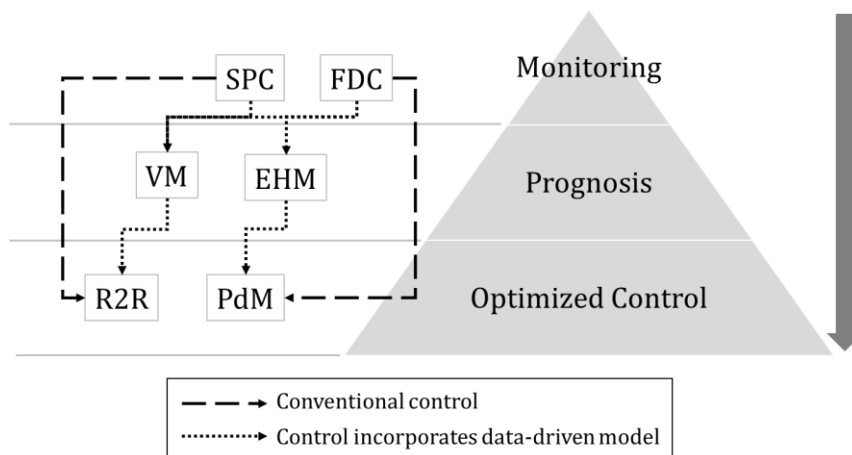 SPC
FDC
Monitoring
VM
EHM
Prognosis
R2R
PdM
Optimized Control
Conventional control
Control incorporates data-driven model